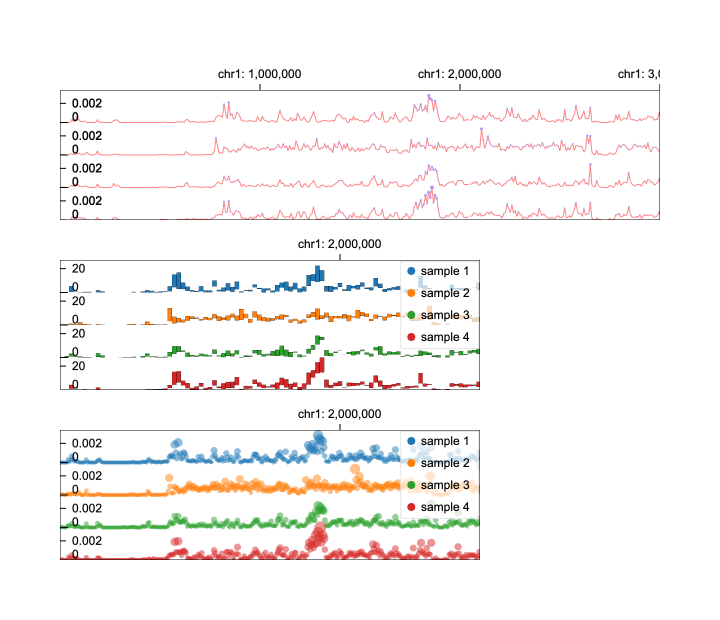 chr1: 1,000,000 chr1: 2,000,000 chr1: 3,0
0.002
0
0.002
0
0.002
0
0.002
0
chr1: 2,000,000
20 sample 1
0
20 sample 2
0
20 sample 3
0
20 sample 4
0
chr1: 2,000,000
0.002 sample 1
0
0.002 sample 2
0
0.002 sample 3
0
0.002 sample 4
0